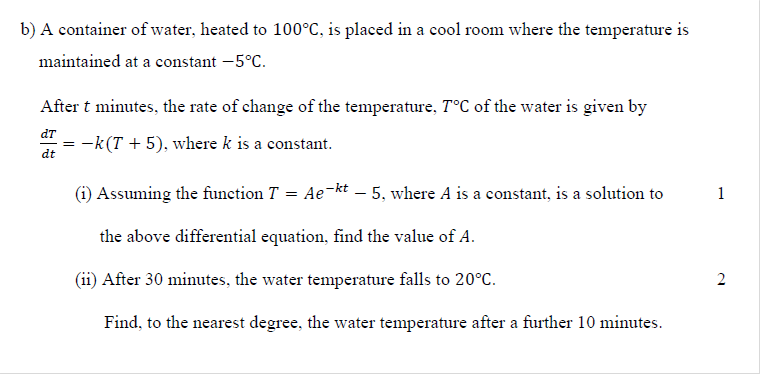 b) A container of water, heated to 100°C, is placed in a cool room where the temperature is
maintained at a constant −5°C.
After t minutes, the rate of change of the temperature, T°C of the water is given by
dT/dt = −k(T + 5), where k is a constant.
(i) Assuming the function T = Ae^−kt − 5, where A is a constant, is a solution to 1
the above differential equation, find the value of A.
(ii) After 30 minutes, the water temperature falls to 20°C. 2
Find, to the nearest degree, the water temperature after a further 10 minutes.